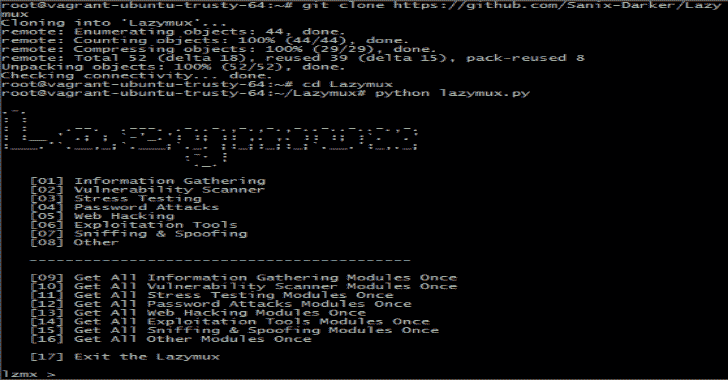 root@vagrant-ubuntu-trusty-64:~# git clone https://github.com/Sanix-Darker/Lazy
mux
Cloning into 'Lazymux'...
remote: Enumerating objects: 44, done.
remote: Counting objects: 100% (44/44), done.
remote: Compressing objects: 100% (29/29), done.
remote: Total 52 (delta 18), reused 39 (delta 15), pack-reused 8
Unpacking objects: 100% (52/52), done.
Checking connectivity... done.
root@vagrant-ubuntu-trusty-64:~# cd Lazymux
root@vagrant-ubuntu-trusty-64:~/Lazymux# python lazymux.py
Lazymux
[01] Information Gathering
[02] Vulnerability Scanner
[03] Stress Testing
[04] Password Attacks
[05] Web Hacking
[06] Exploitation Tools
[07] Sniffing & Spoofing
[08] Other
------------------------------------------
[09] Get All Information Gathering Modules Once
[10] Get All Vulnerability Scanner Modules Once
[11] Get All Stress Testing Modules Once
[12] Get All Password Attacks Modules Once
[13] Get All Web Hacking Modules Once
[14] Get All Exploitation Tools Modules Once
[15] Get All Sniffing & Spoofing Modules Once
[16] Get All Other Modules Once
[17] Exit the Lazymux
lzmx >